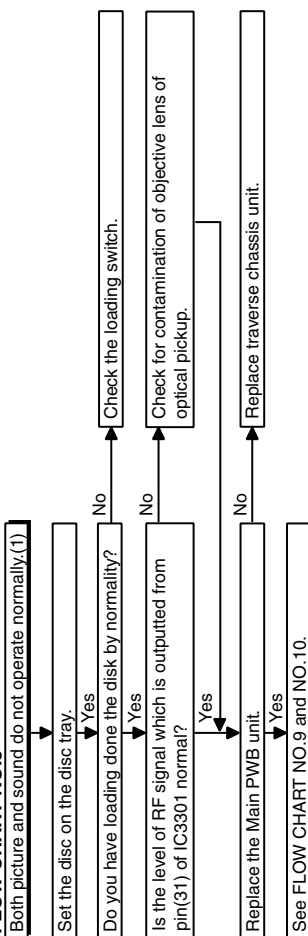 Both picture and sound do not operate normally.(1)
Set the disc on the disc tray.
Yes
Do you have loading done the disk by normality?
No
Check the loading switch.
Yes
Is the level of RF signal which is outputted from
pin(31) of IC3301 normal?
No
Check for contamination of objective lens of
optical pickup.
Yes
Replace the Main PWB unit.
No
Replace traverse chassis unit.
Yes
See FLOW CHART NO.9 and NO.10.